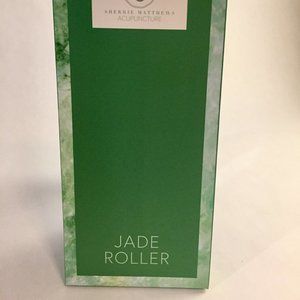 SHERRIE MATTHEWS
ACUPUNCTURE
JADE
ROLLER